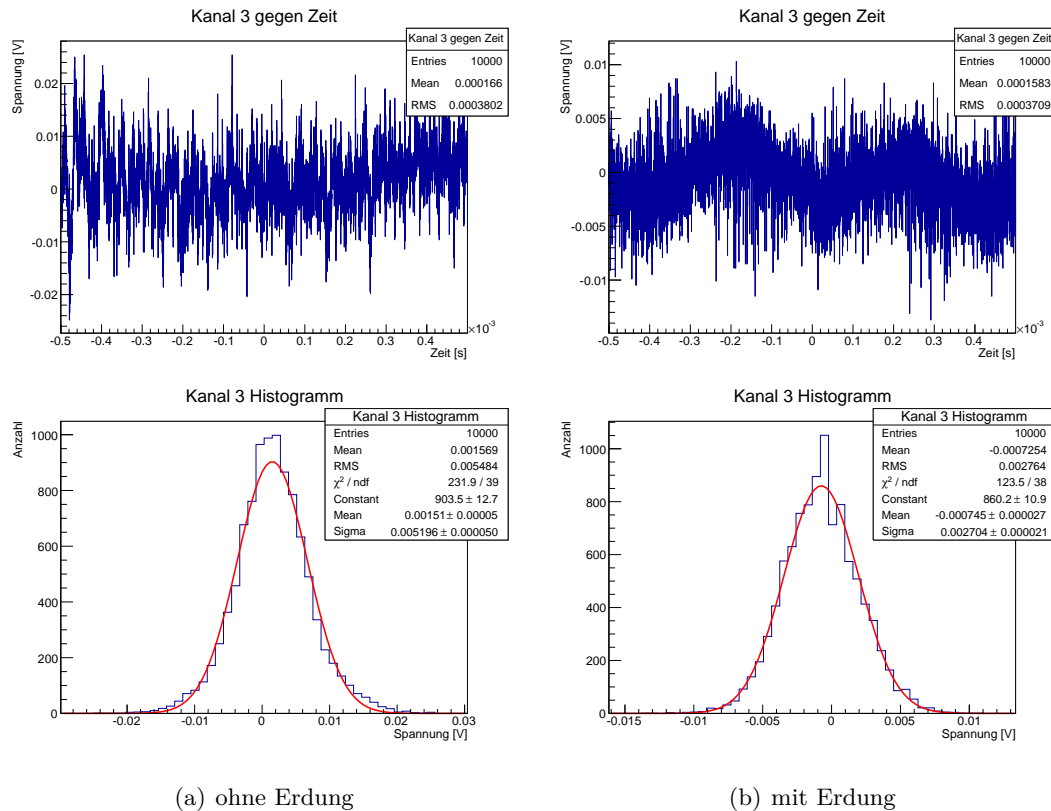 Kanal 3 gegen Zeit
Spannung [V]
Kanal 3 gegen Zeit
Entries 10000
Mean 0.000166
RMS 0.0003802
0.02
0.01
0
-0.01
-0.02
-0.5 -0.4 -0.3 -0.2 -0.1 0 0.1 0.2 0.3 0.4
×10⁻³
Zeit [s]
Kanal 3 gegen Zeit
Spannung [V]
Kanal 3 gegen Zeit
Entries 10000
Mean 0.0001583
RMS 0.0003709
0.01
0.005
0
-0.005
-0.01
-0.5 -0.4 -0.3 -0.2 -0.1 0 0.1 0.2 0.3 0.4
×10⁻³
Zeit [s]
Kanal 3 Histogramm
Anzahl
Kanal 3 Histogramm
Entries 10000
Mean 0.001569
RMS 0.005484
χ² / ndf 231.9 / 39
Constant 903.5 ± 12.7
Mean 0.00151 ± 0.00005
Sigma 0.005196 ± 0.000050
1000
800
600
400
200
0
-0.02 -0.01 0 0.01 0.02 0.03
Spannung [V]
Kanal 3 Histogramm
Anzahl
Kanal 3 Histogramm
Entries 10000
Mean -0.0007254
RMS 0.002764
χ² / ndf 123.5 / 38
Constant 860.2 ± 10.9
Mean -0.000745 ± 0.000027
Sigma 0.002704 ± 0.000021
1000
800
600
400
200
0
-0.015 -0.01 -0.005 0 0.005 0.01
Spannung [V]
(a) ohne Erdung
(b) mit Erdung